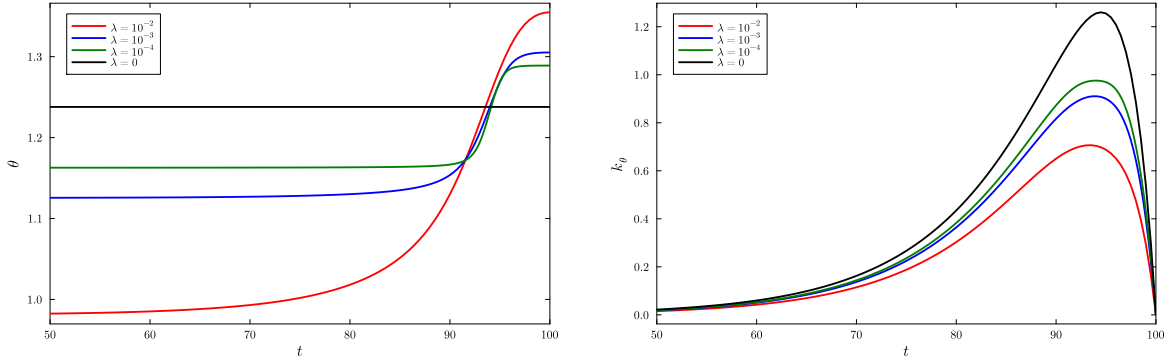 λ = 10⁻²
λ = 10⁻³
λ = 10⁻⁴
λ = 0
1.3
1.2
1.1
1.0
θ
50 60 70 80 90 100
t
λ = 10⁻²
λ = 10⁻³
λ = 10⁻⁴
λ = 0
1.2
1.0
0.8
0.6
0.4
0.2
0.0
k_θ
50 60 70 80 90 100
t